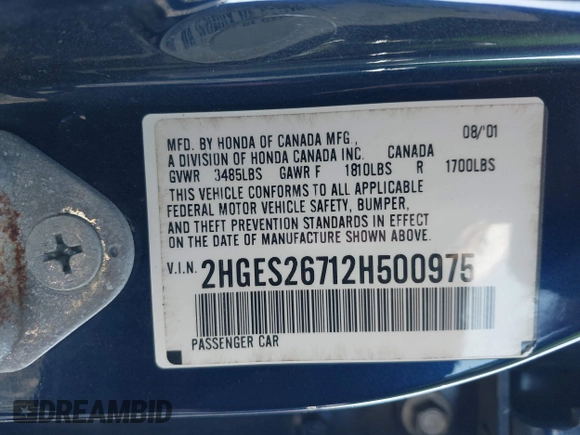 MFD. BY HONDA OF CANADA MFG., 08/'01
A DIVISION OF HONDA CANADA INC. CANADA
GVWR 3485LBS GAWR F 1810LBS R 1700LBS
THIS VEHICLE CONFORMS TO ALL APPLICABLE
FEDERAL MOTOR VEHICLE SAFETY, BUMPER,
AND THEFT PREVENTION STANDARDS IN EFFECT
ON THE DATE OF MANUFACTURE SHOWN ABOVE.
V.I.N. 2HGES26712H500975
PASSENGER CAR
DREAMBID